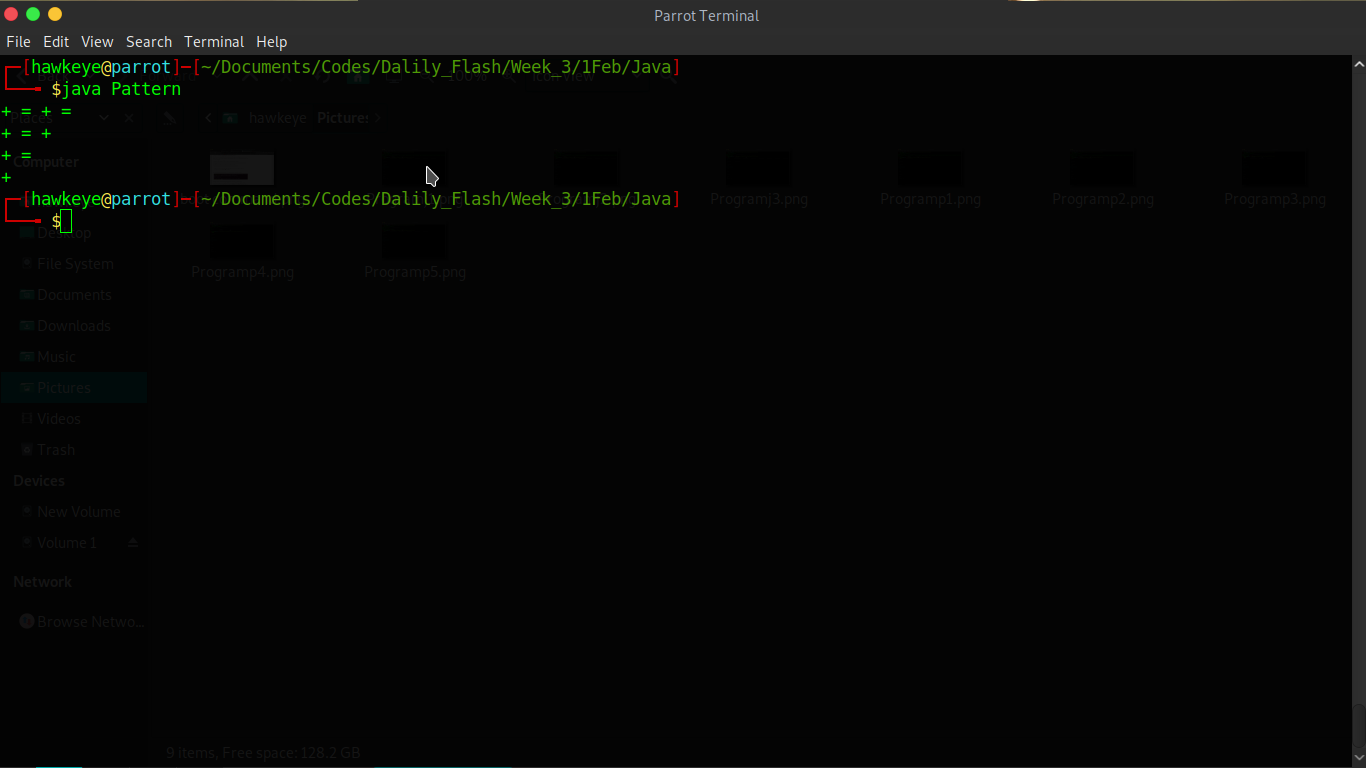 Parrot Terminal
File Edit View Search Terminal Help
[hawkeye@parrot]-[~/Documents/Codes/Dalily_Flash/Week_3/1Feb/Java]
$java Pattern
+ = + =
+ = +
+ =
+
[hawkeye@parrot]-[~/Documents/Codes/Dalily_Flash/Week_3/1Feb/Java]
$
Places
hawkeye Pictures
Computer
Desktop
File System
Documents
Downloads
Music
Pictures
Videos
Trash
Devices
New Volume
Volume 1
Network
Browse Netwo...
Programj3.png Programp1.png Programp2.png Programp3.png
Programp4.png Programp5.png
9 items, Free space: 128.2 GB